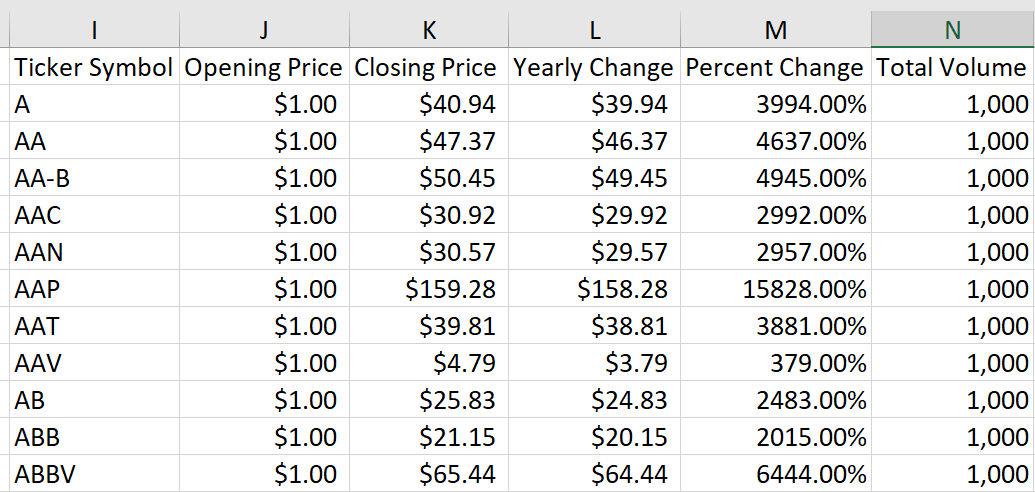 I J K L M N
Ticker Symbol Opening Price Closing Price Yearly Change Percent Change Total Volume
A $1.00 $40.94 $39.94 3994.00% 1,000
AA $1.00 $47.37 $46.37 4637.00% 1,000
AA-B $1.00 $50.45 $49.45 4945.00% 1,000
AAC $1.00 $30.92 $29.92 2992.00% 1,000
AAN $1.00 $30.57 $29.57 2957.00% 1,000
AAP $1.00 $159.28 $158.28 15828.00% 1,000
AAT $1.00 $39.81 $38.81 3881.00% 1,000
AAV $1.00 $4.79 $3.79 379.00% 1,000
AB $1.00 $25.83 $24.83 2483.00% 1,000
ABB $1.00 $21.15 $20.15 2015.00% 1,000
ABBV $1.00 $65.44 $64.44 6444.00% 1,000